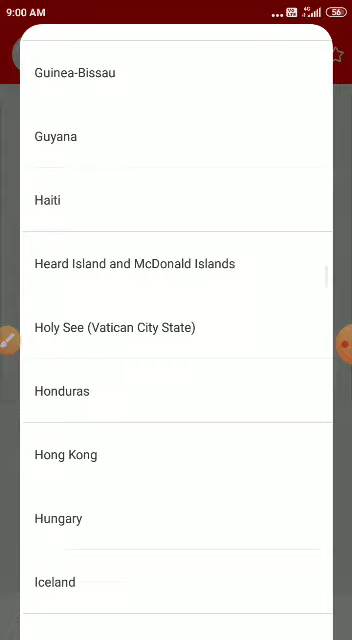 9:00 AM
4G
56
Guinea-Bissau
Guyana
Haiti
Heard Island and McDonald Islands
Holy See (Vatican City State)
Honduras
Hong Kong
Hungary
Iceland